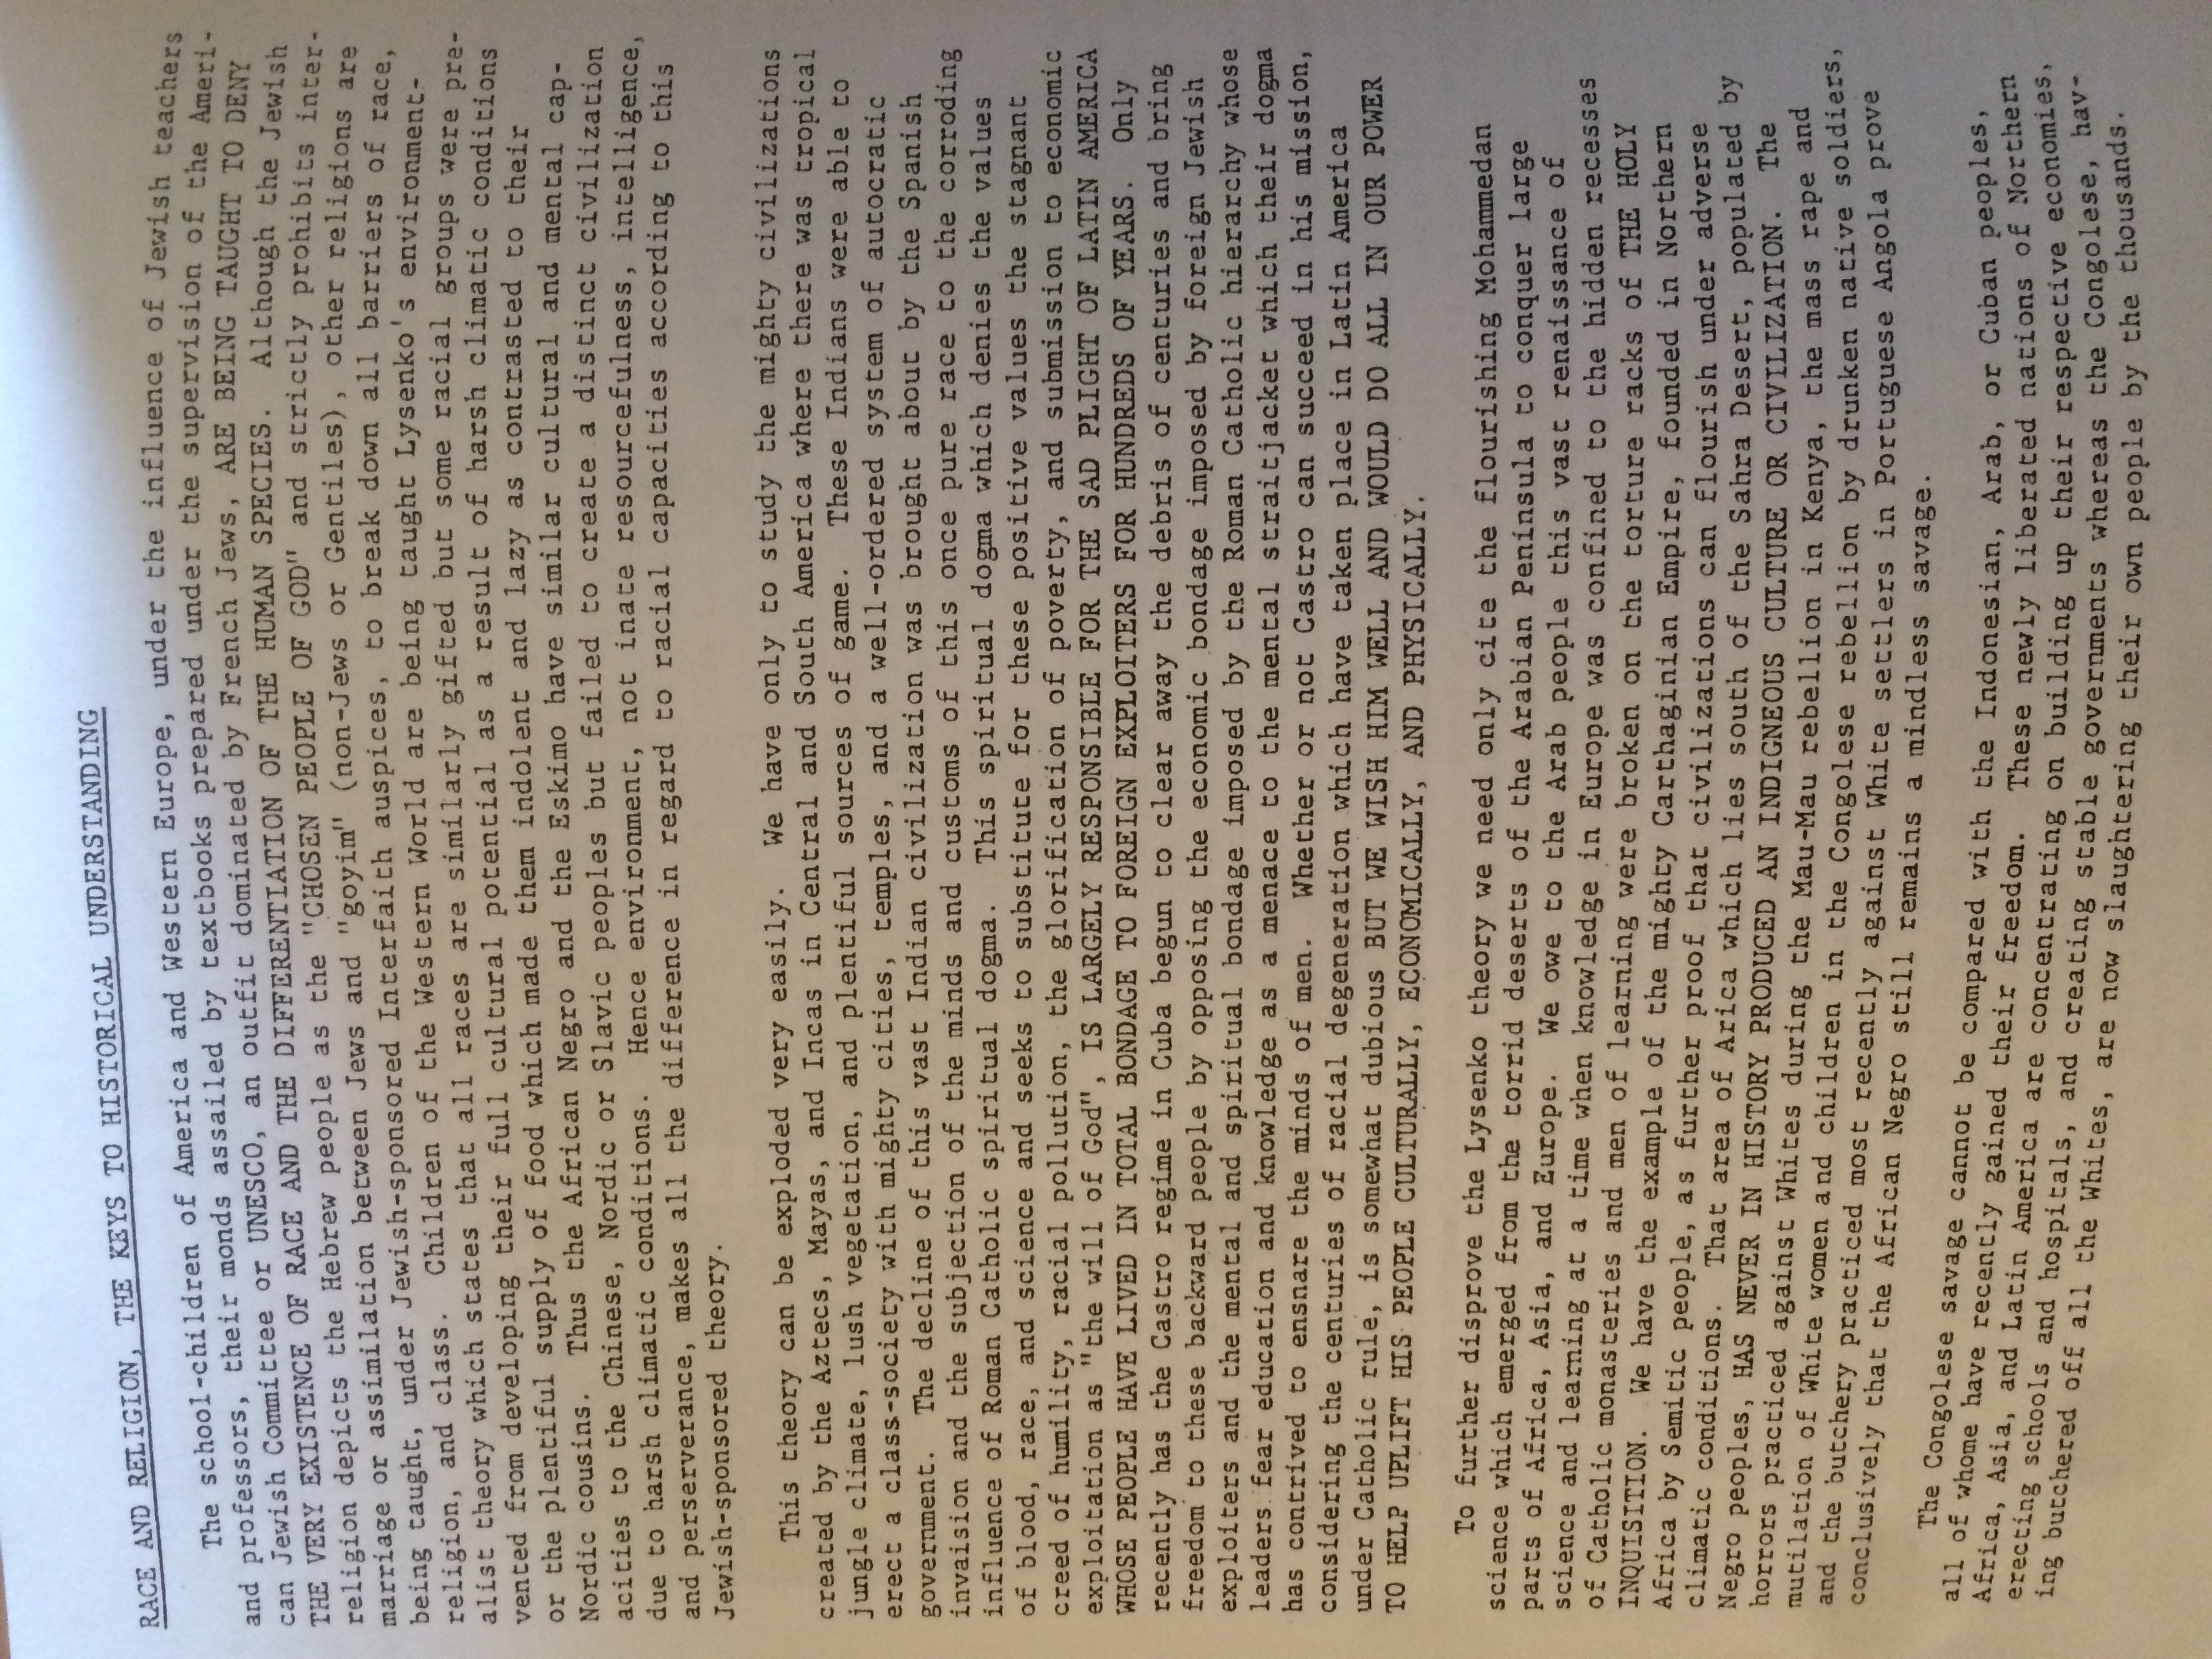 RACE AND RELIGION, THE KEYS TO HISTORICAL UNDERSTANDING
The school-children of America and Western Europe, under the influence of Jewish teachers
and professors, their monds assailed by textbooks prepared under the supervision of the Ameri-
can Jewish Committee or UNESCO, an outfit dominated by French Jews, ARE BEING TAUGHT TO DENY
THE VERY EXISTENCE OF RACE AND THE DIFFERENTIATION OF THE HUMAN SPECIES. Although the Jewish
religion depicts the Hebrew people as the "CHOSEN PEOPLE OF GOD" and strictly prohibits inter-
marriage or assimilation between Jews and "goyim" (non-Jews or Gentiles), other religions are
being taught, under Jewish-sponsored Interfaith auspices, to break down all barriers of race,
religion, and class. Children of the Western World are being taught Lysenko's environment-
alist theory which states that all races are similarly gifted but some racial groups were pre-
vented from developing their full cultural potential as a result of harsh climatic conditions
or the plentiful supply of food which made them indolent and lazy as contrasted to their
Nordic cousins. Thus the African Negro and the Eskimo have similar cultural and mental cap-
acities to the Chinese, Nordic or Slavic peoples but failed to create a distinct civilization
due to harsh climatic conditions. Hence environment, not inate resourcefulness, intelligence,
and perserverance, makes all the difference in regard to racial capacities according to this
Jewish-sponsored theory.
This theory can be exploded very easily. We have only to study the mighty civilizations
created by the Aztecs, Mayas, and Incas in Central and South America where there was tropical
jungle climate, lush vegetation, and plentiful sources of game. These Indians were able to
erect a class-society with mighty cities, temples, and a well-ordered system of autocratic
government. The decline of this vast Indian civilization was brought about by the Spanish
invaision and the subjection of the minds and customs of this once pure race to the corroding
influence of Roman Catholic spiritual dogma. This spiritual dogma which denies the values
of blood, race, and science and seeks to substitute for these positive values the stagnant
creed of humility, racial pollution, the glorification of poverty, and submission to economic
exploitation as "the will of God", IS LARGELY RESPONSIBLE FOR THE SAD PLIGHT OF LATIN AMERICA
WHOSE PEOPLE HAVE LIVED IN TOTAL BONDAGE TO FOREIGN EXPLOITERS FOR HUNDREDS OF YEARS. Only
recently has the Castro regime in Cuba begun to clear away the debris of centuries and bring
freedom to these backward people by opposing the economic bondage imposed by foreign Jewish
exploiters and the mental and spiritual bondage imposed by the Roman Catholic hierarchy whose
leaders fear education and knowledge as a menace to the mental straitjacket which their dogma
has contrived to ensnare the minds of men. Whether or not Castro can succeed in his mission,
considering the centuries of racial degeneration which have taken place in Latin America
under Catholic rule, is somewhat dubious BUT WE WISH HIM WELL AND WOULD DO ALL IN OUR POWER
TO HELP UPLIFT HIS PEOPLE CULTURALLY, ECONOMICALLY, AND PHYSICALLY.
To further disprove the Lysenko theory we need only cite the flourishing Mohammedan
science which emerged from the torrid deserts of the Arabian Peninsula to conquer large
parts of Africa, Asia, and Europe. We owe to the Arab people this vast renaissance of
science and learning at a time when knowledge in Europe was confined to the hidden recesses
of Catholic monasteries and men of learning were broken on the torture racks of THE HOLY
INQUISITION. We have the example of the mighty Carthaginian Empire, founded in Northern
Africa by Semitic people, as further proof that civilizations can flourish under adverse
climatic conditions. That area of Arica which lies south of the Sahra Desert, populated by
Negro peoples, HAS NEVER IN HISTORY PRODUCED AN INDIGNEOUS CULTURE OR CIVILIZATION. The
horrors practiced against Whites during the Mau-Mau rebellion in Kenya, the mass rape and
mutilation of White women and children in the Congolese rebellion by drunken native soldiers,
and the butchery practiced most recently against White settlers in Portuguese Angola prove
conclusively that the African Negro still remains a mindless savage.
The Congolese savage cannot be compared with the Indonesian, Arab, or Cuban peoples,
all of whome have recently gained their freedom. These newly liberated nations of Northern
Africa, Asia, and Latin America are concentrating on building up their respective economies,
erecting schools and hospitals, and creating stable governments whereas the Congolese, hav-
ing butchered off all the Whites, are now slaughtering their own people by the thousands.